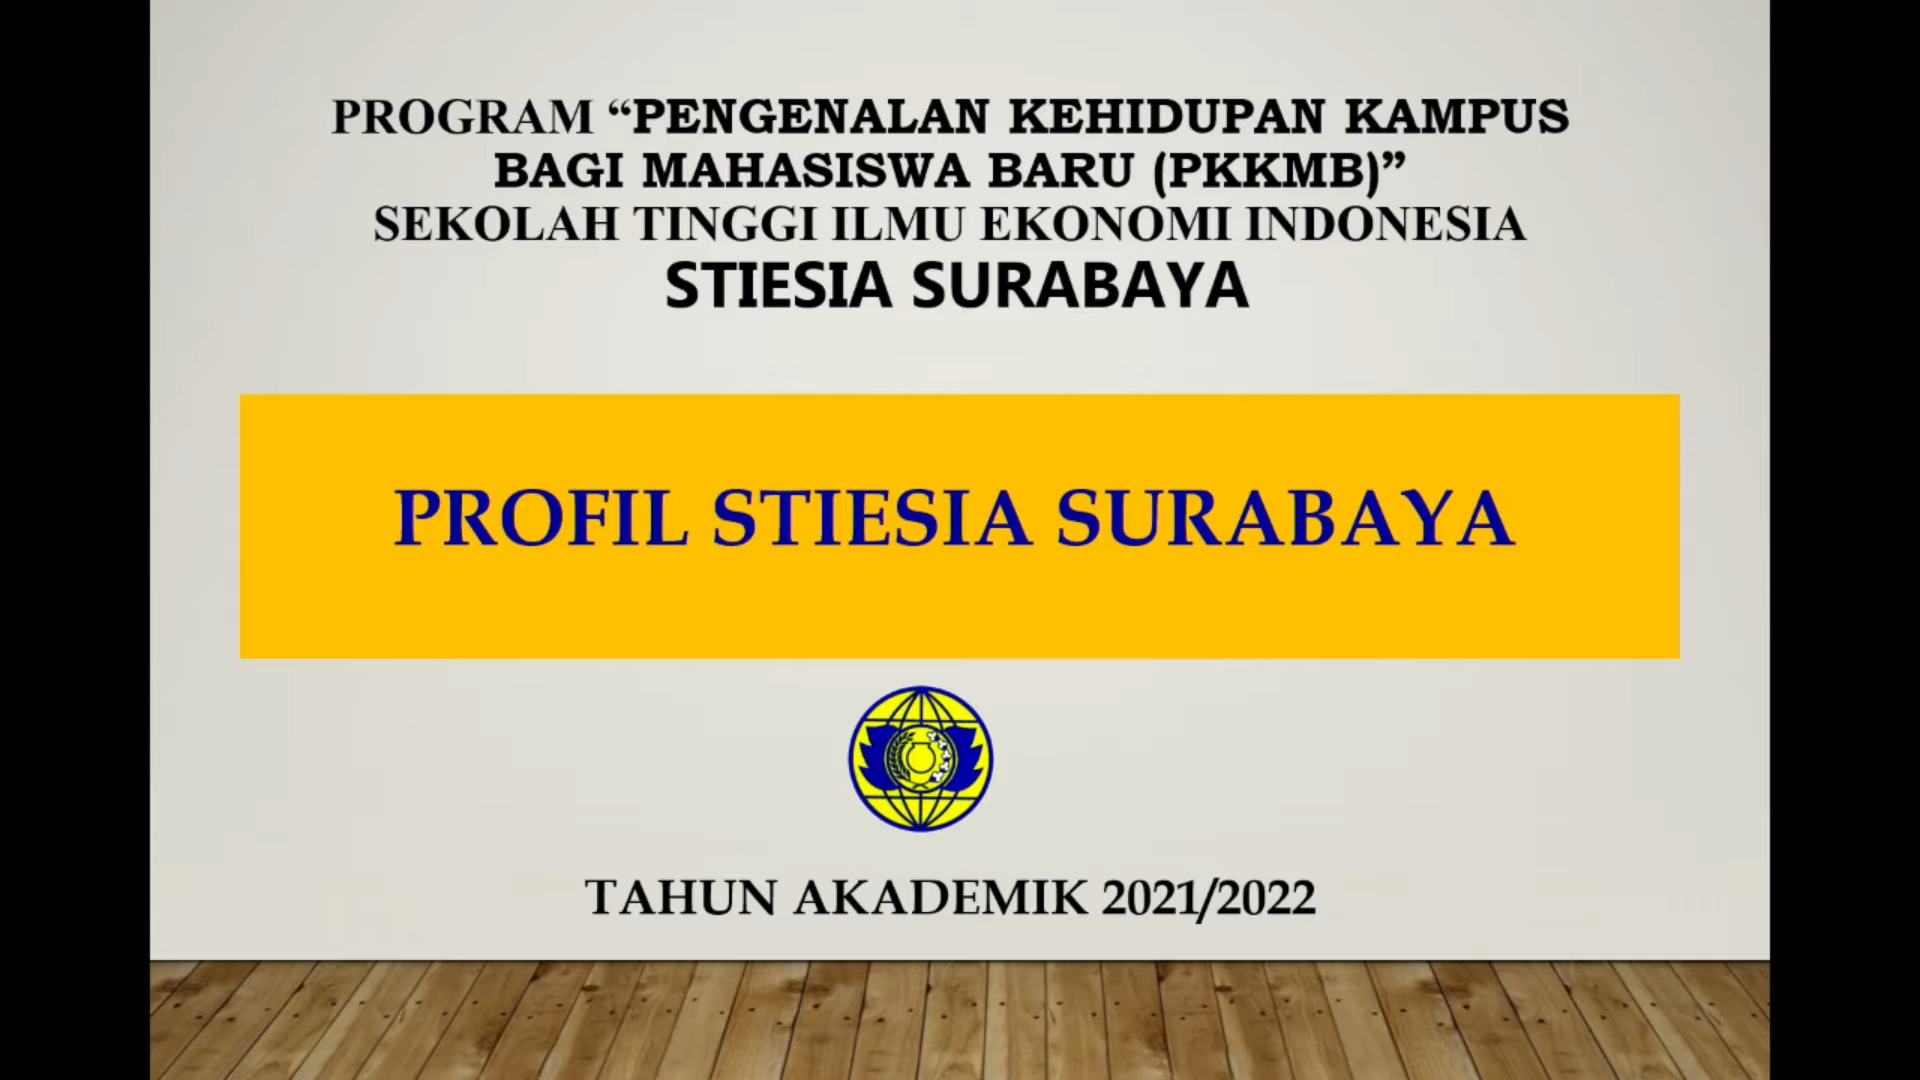 PROGRAM “PENGENALAN KEHIDUPAN KAMPUS
BAGI MAHASISWA BARU (PKKMB)”
SEKOLAH TINGGI ILMU EKONOMI INDONESIA
STIESIA SURABAYA
PROFIL STIESIA SURABAYA
TAHUN AKADEMIK 2021/2022